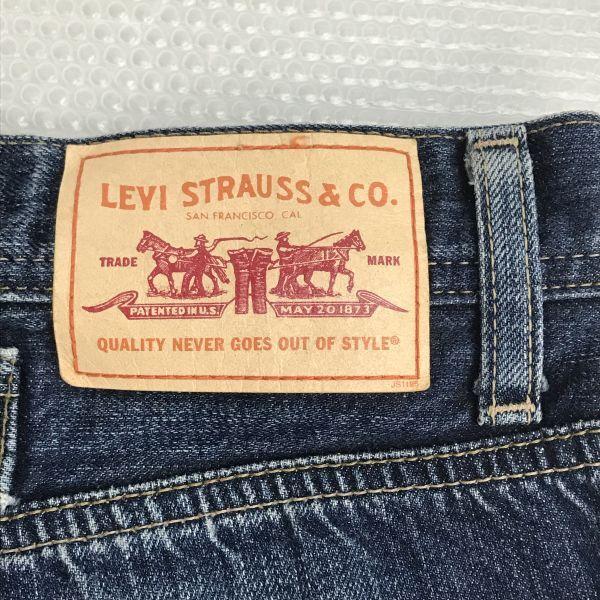 LEVI STRAUSS & CO.
SAN FRANCISCO CAL
TRADE MARK
PATENTED IN U.S. MAY 20 1873
QUALITY NEVER GOES OUT OF STYLE®